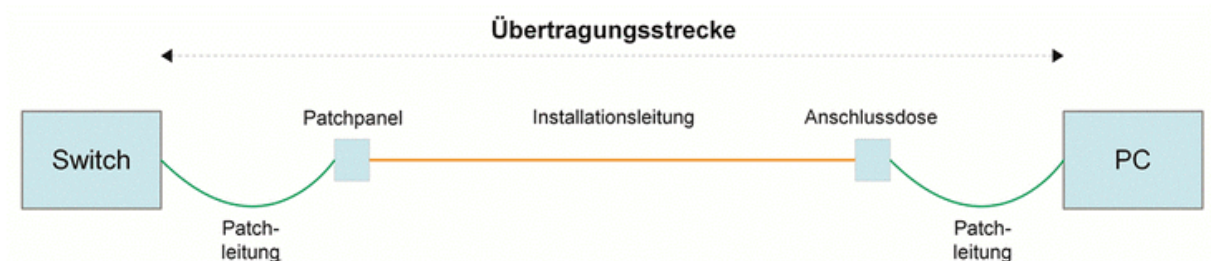 Übertragungsstrecke
Patchpanel
Installationsleitung
Anschlussdose
Switch
PC
Patch-
leitung
Patch-
leitung